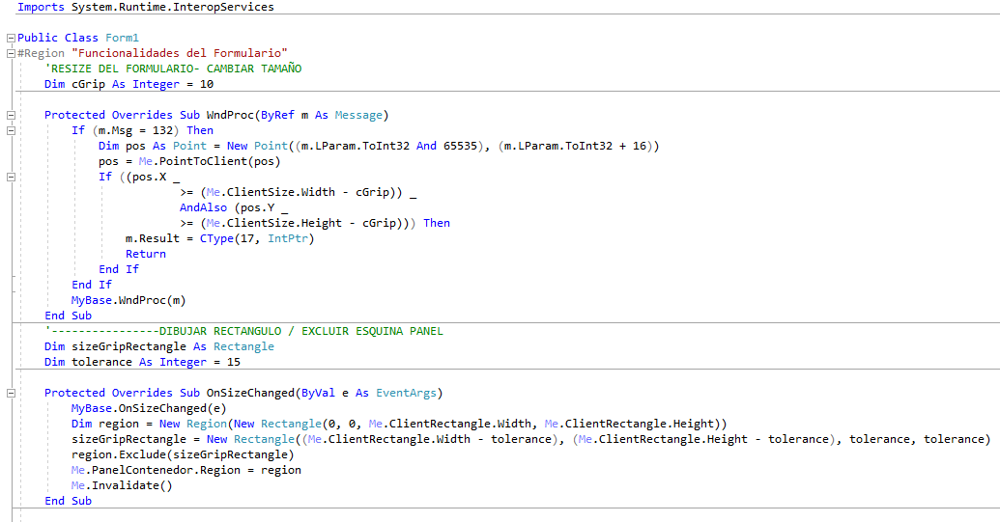 Imports System.Runtime.InteropServices
Public Class Form1
#Region "Funcionalidades del Formulario"
'RESIZE DEL FORMULARIO- CAMBIAR TAMAÑO
Dim cGrip As Integer = 10
Protected Overrides Sub WndProc(ByRef m As Message)
If (m.Msg = 132) Then
Dim pos As Point = New Point((m.LParam.ToInt32 And 65535), (m.LParam.ToInt32 + 16))
pos = Me.PointToClient(pos)
If ((pos.X _
>= (Me.ClientSize.Width - cGrip)) _
AndAlso (pos.Y _
>= (Me.ClientSize.Height - cGrip))) Then
m.Result = CType(17, IntPtr)
Return
End If
End If
MyBase.WndProc(m)
End Sub
'----------------DIBUJAR RECTANGULO / EXCLUIR ESQUINA PANEL
Dim sizeGripRectangle As Rectangle
Dim tolerance As Integer = 15
Protected Overrides Sub OnSizeChanged(ByVal e As EventArgs)
MyBase.OnSizeChanged(e)
Dim region = New Region(New Rectangle(0, 0, Me.ClientRectangle.Width, Me.ClientRectangle.Height))
sizeGripRectangle = New Rectangle((Me.ClientRectangle.Width - tolerance), (Me.ClientRectangle.Height - tolerance), tolerance, tolerance)
region.Exclude(sizeGripRectangle)
Me.PanelContenedor.Region = region
Me.Invalidate()
End Sub